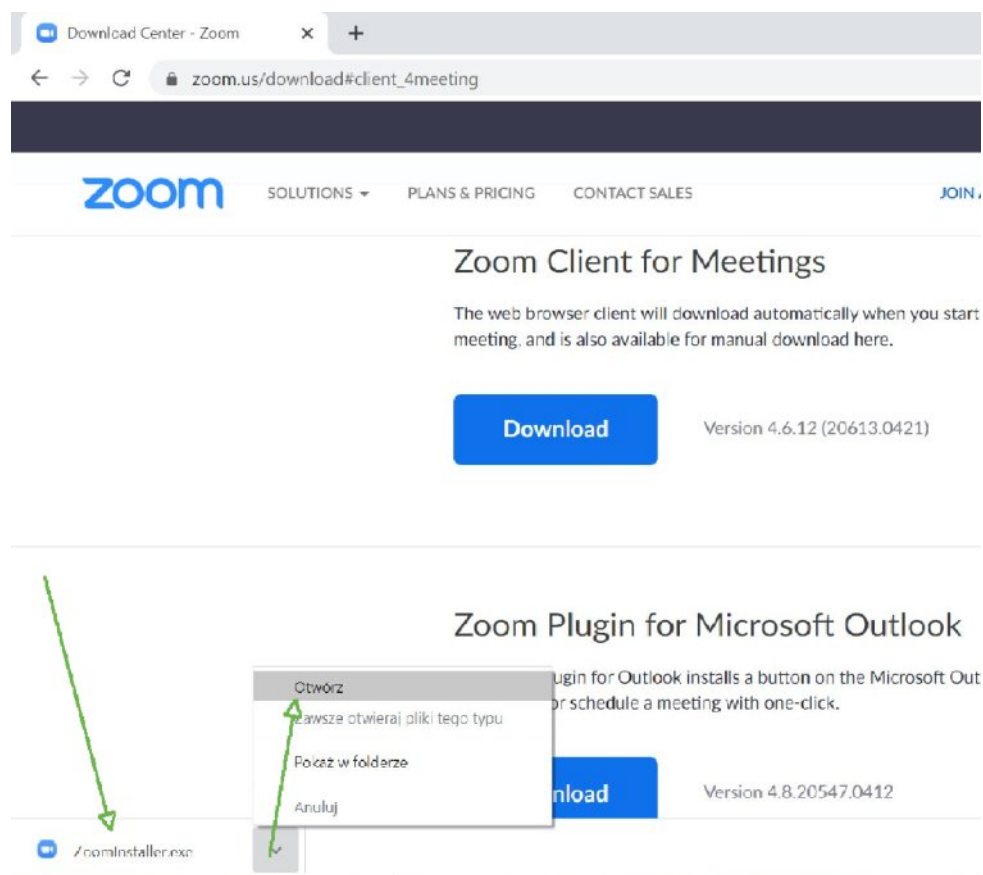 Download Center - Zoom
zoom.us/download#client_4meeting
zoom SOLUTIONS PLANS & PRICING CONTACT SALES JOIN A
Zoom Client for Meetings
The web browser client will download automatically when you start
meeting, and is also available for manual download here.
Download Version 4.6.12 (20613.0421)
Zoom Plugin for Microsoft Outlook
ugin for Outlook installs a button on the Microsoft Out
or schedule a meeting with one-click.
Otwórz
Zawsze otwieraj pliki tego typu
Pokaż w folderze
Anuluj
nload Version 4.8.20547.0412
ZoomInstaller.exe